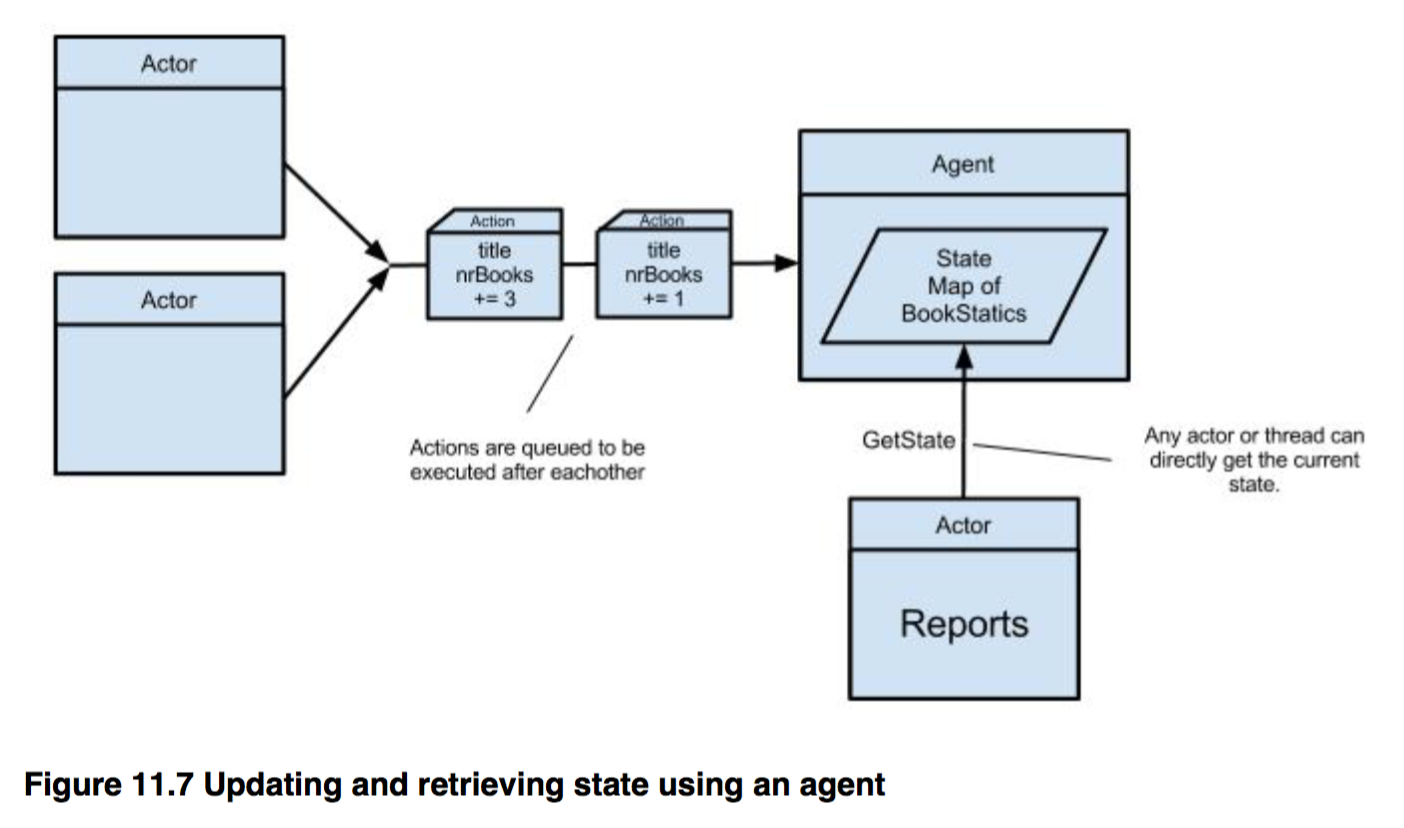 Actor
Actor
Action
title
nrBooks
+= 3
Action
title
nrBooks
+= 1
Agent
State
Map of
BookStatics
Actions are queued to be
executed after eachother
GetState
Any actor or thread can
directly get the current
state.
Actor
Reports
Figure 11.7 Updating and retrieving state using an agent